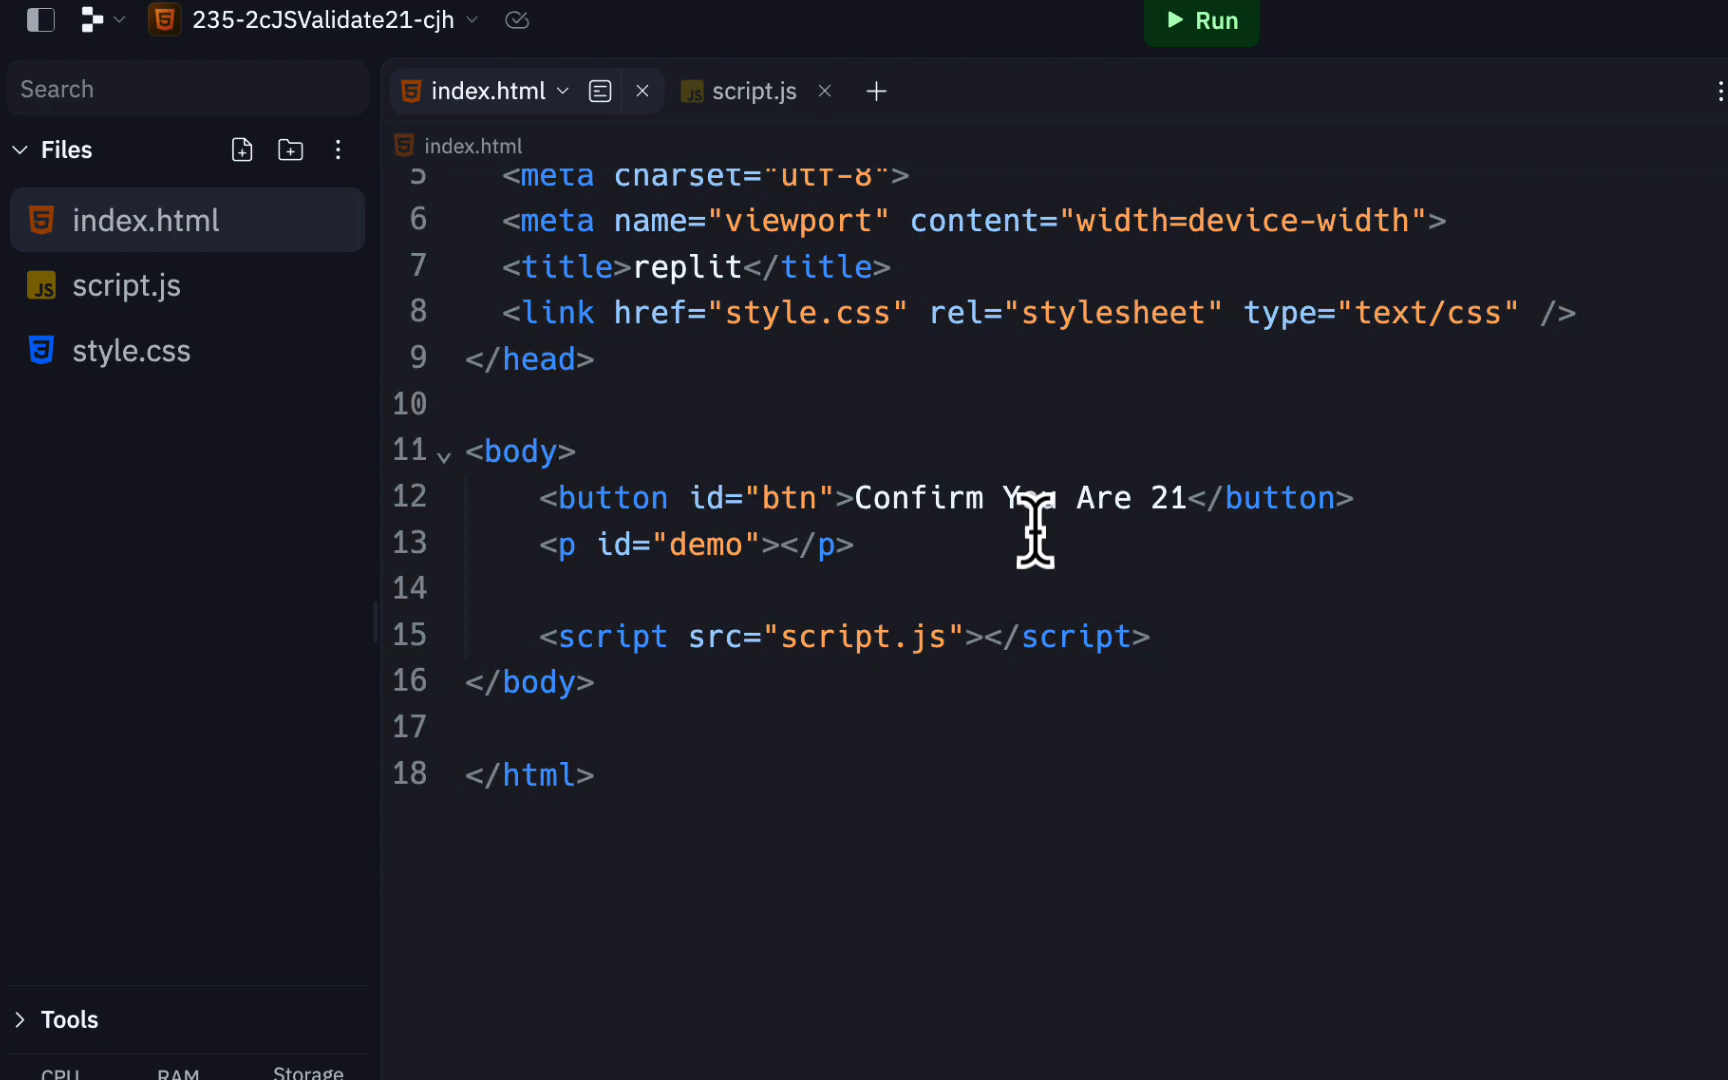 235-2cJSValidate21-cjh
Run
Search
Files
index.html
script.js
style.css
Tools
CPU RAM Storage
index.html
script.js
index.html
5 <meta charset="utf-8">
6 <meta name="viewport" content="width=device-width">
7 <title>replit</title>
8 <link href="style.css" rel="stylesheet" type="text/css" />
9 </head>
10
11 <body>
12 <button id="btn">Confirm You Are 21</button>
13 <p id="demo"></p>
14
15 <script src="script.js"></script>
16 </body>
17
18 </html>